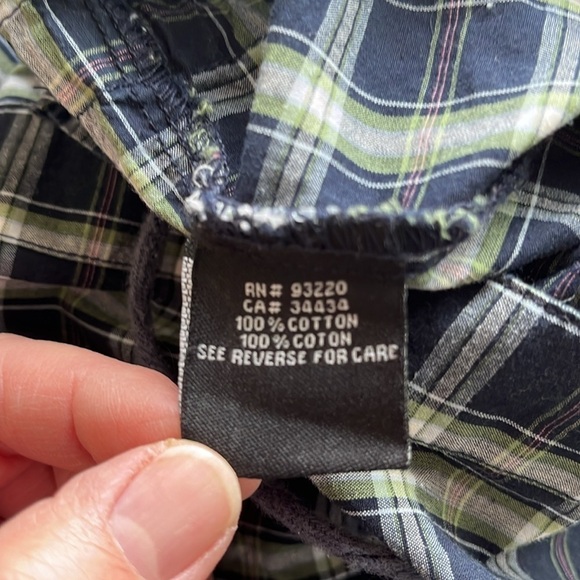 RN# 93220
CA# 34434
100% COTTON
100% COTON
SEE REVERSE FOR CARE